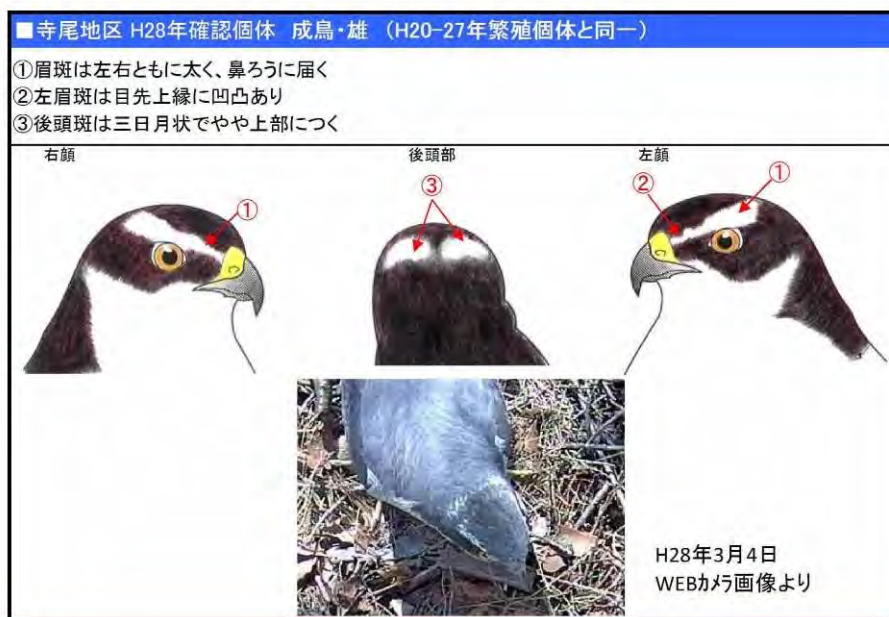 ■寺尾地区 H28年確認個体 成鳥・雄 (H20-27年繁殖個体と同一)
①眉斑は左右ともに太く、鼻ろうに届く
②左眉斑は目先上縁に凹凸あり
③後頭斑は三日月状でやや上部につく
右顔 後頭部 左顔
① ③ ② ①
H28年3月4日
WEBカメラ画像より